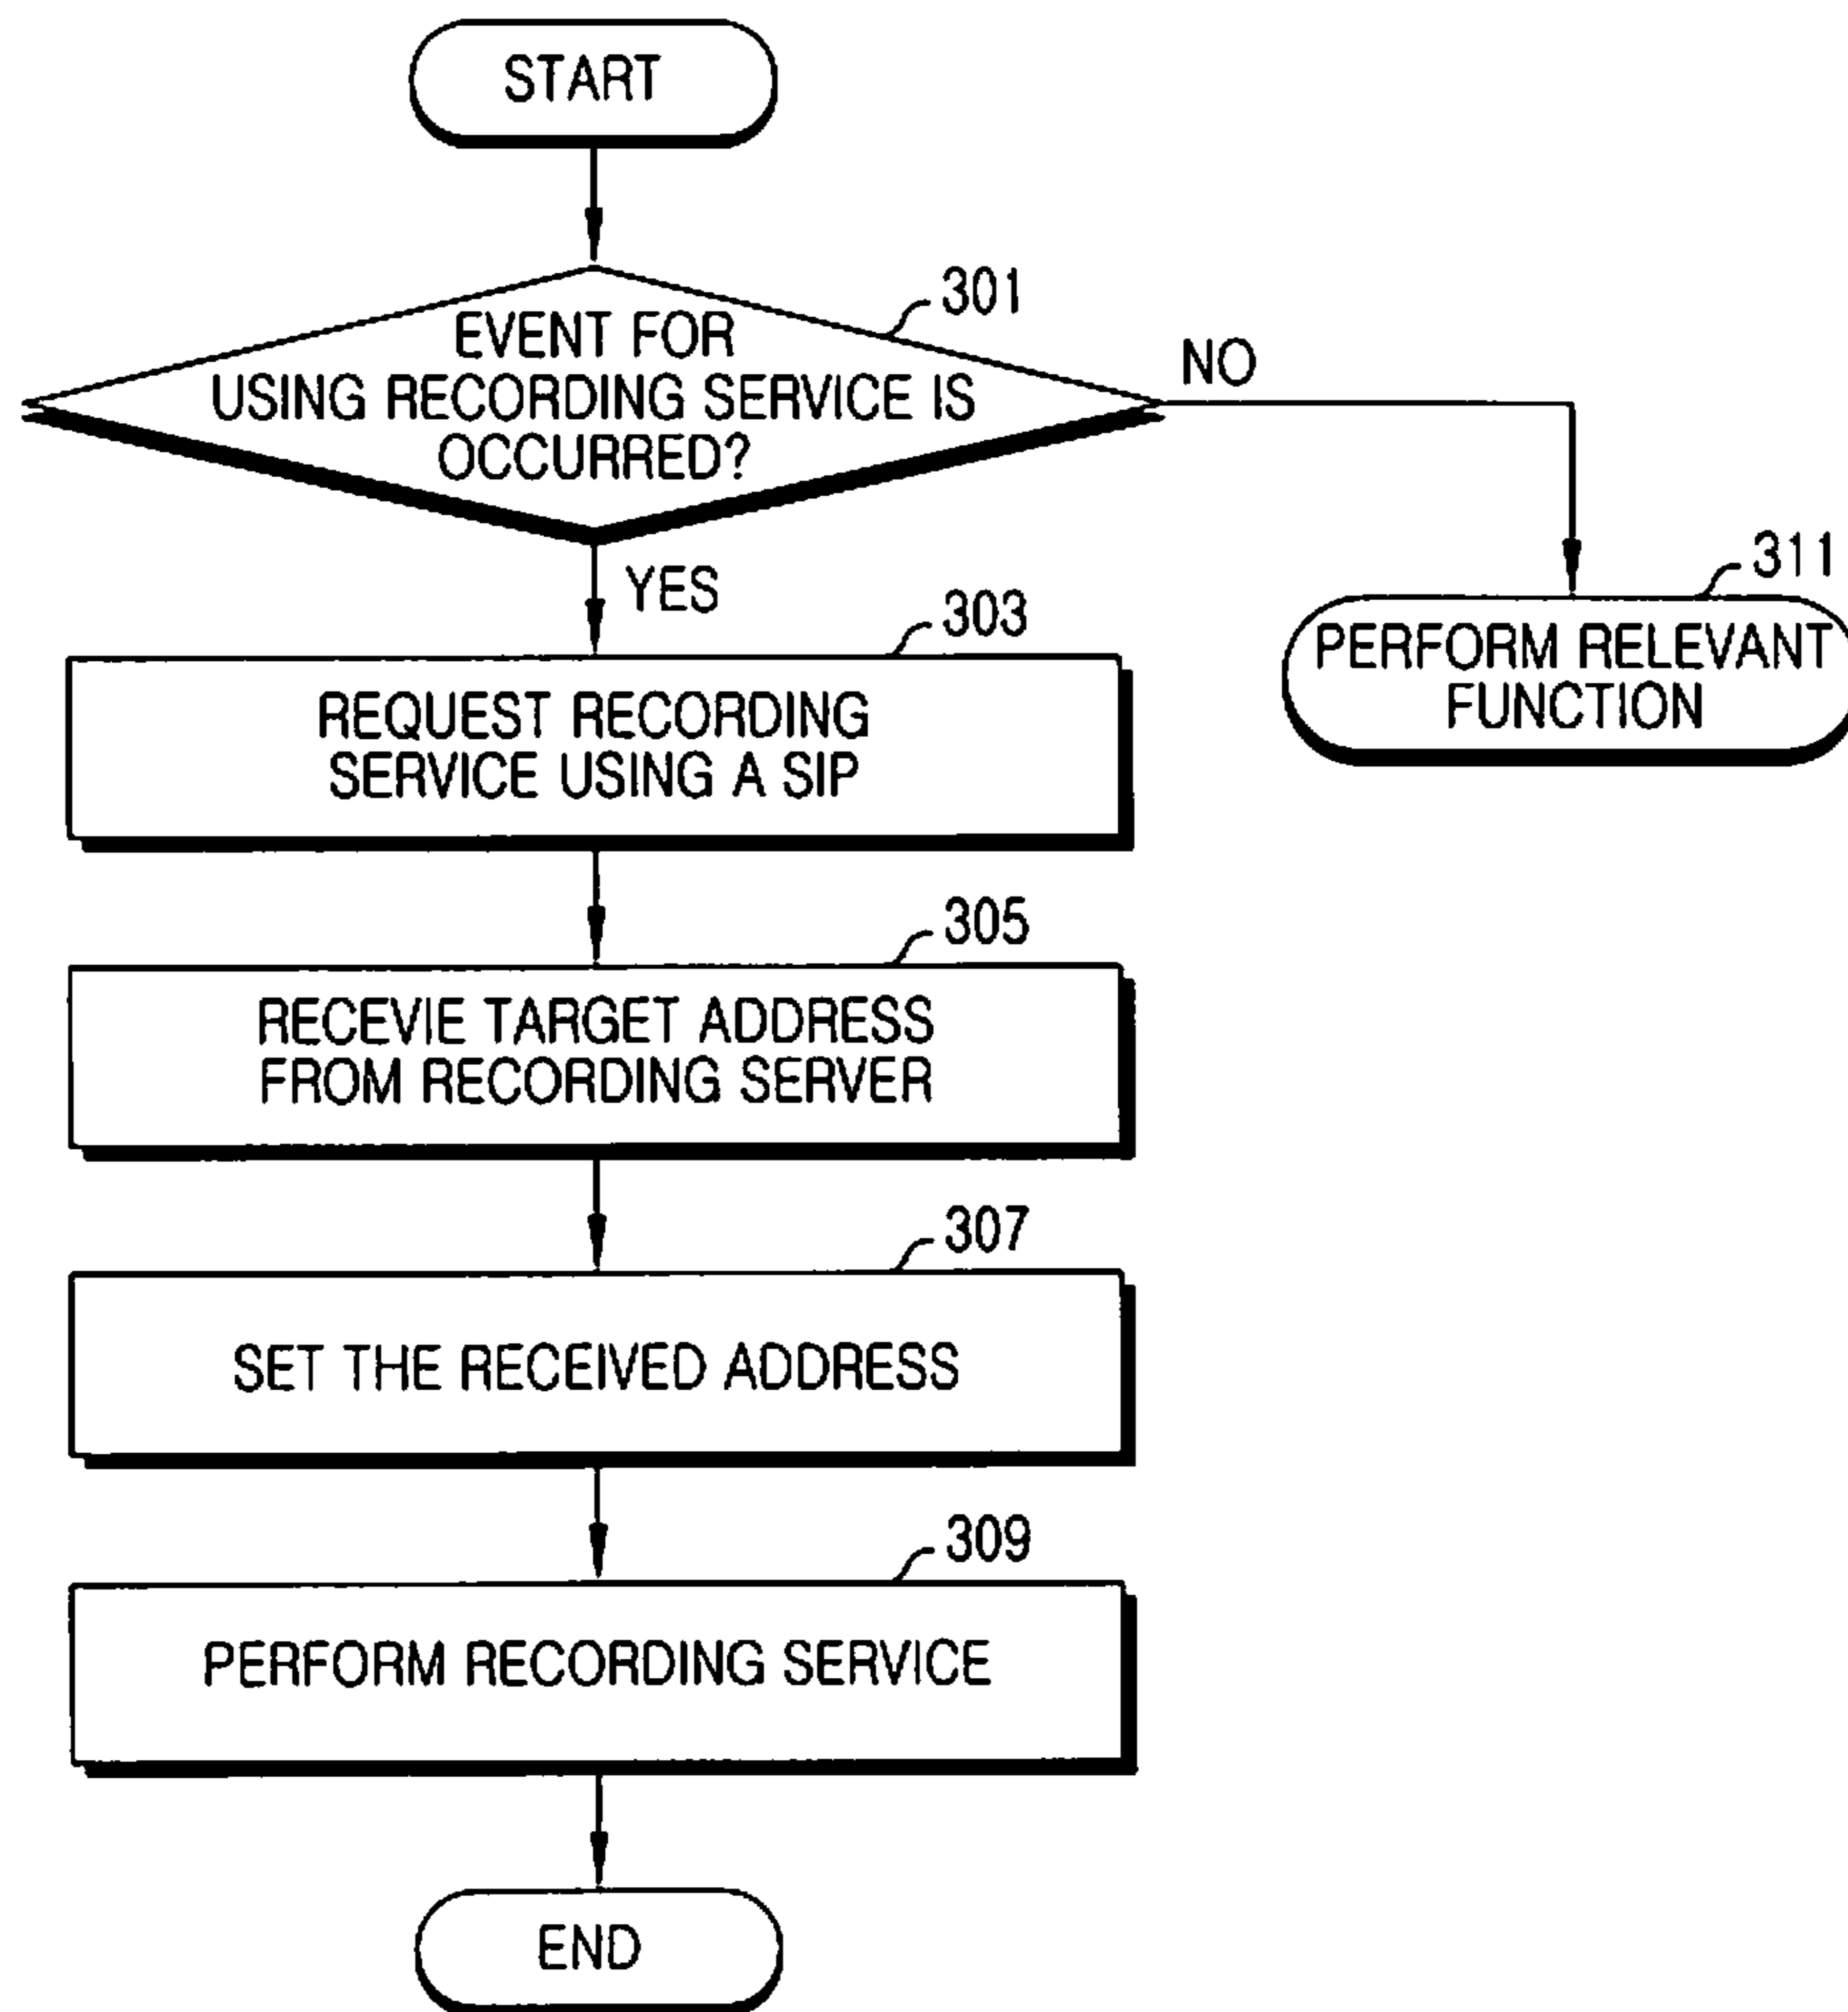 START
301
EVENT FOR
USING RECORDING SERVICE IS
OCCURRED?
NO
YES
311
PERFORM RELEVANT
FUNCTION
303
REQUEST RECORDING
SERVICE USING A SIP
305
RECEVIE TARGET ADDRESS
FROM RECORDING SERVER
307
SET THE RECEIVED ADDRESS
309
PERFORM RECORDING SERVICE
END